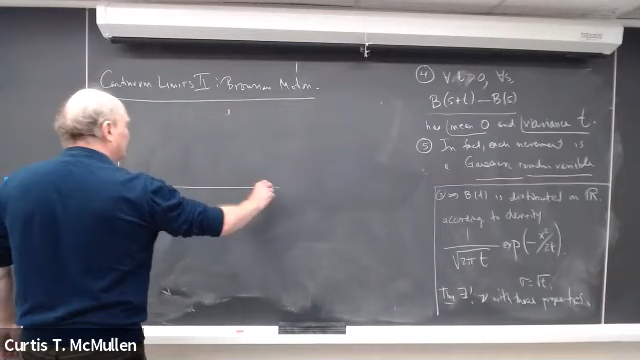 Continuum Limits II : Brownian Motion.
④ ∀ t > 0, ∀ s,
B(s+t) — B(s)
has mean 0 and variance t.
⑤ In fact, each increment is
a Gaussian random variable
⇒ B(t) is distributed on ℝ
according to density
1/√(2πt) exp(-x²/2t).
σ = √t.
Thm ∃! ν with these properties.
Curtis T. McMullen